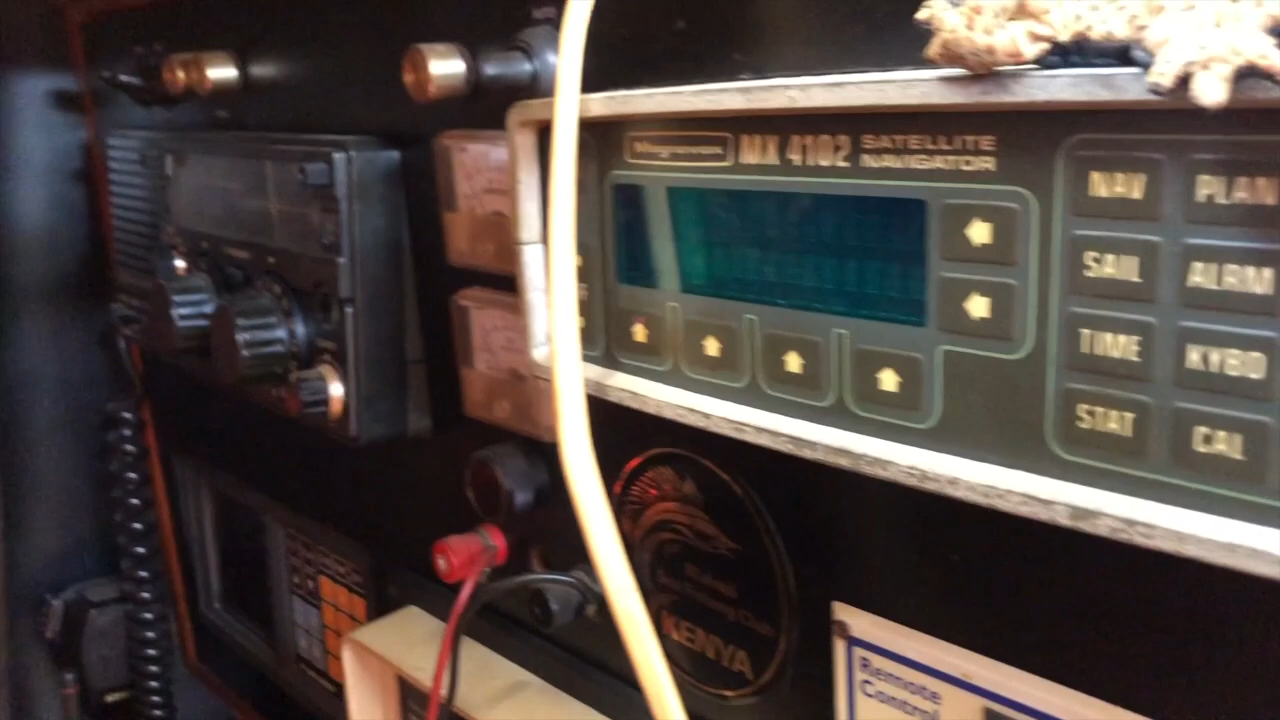 Magnavox MX 4102 SATELLITE
NAVIGATOR
NAV PLAN
SAIL ALRM
TIME KYBD
STAT CAL
KENYA
Remote
Control